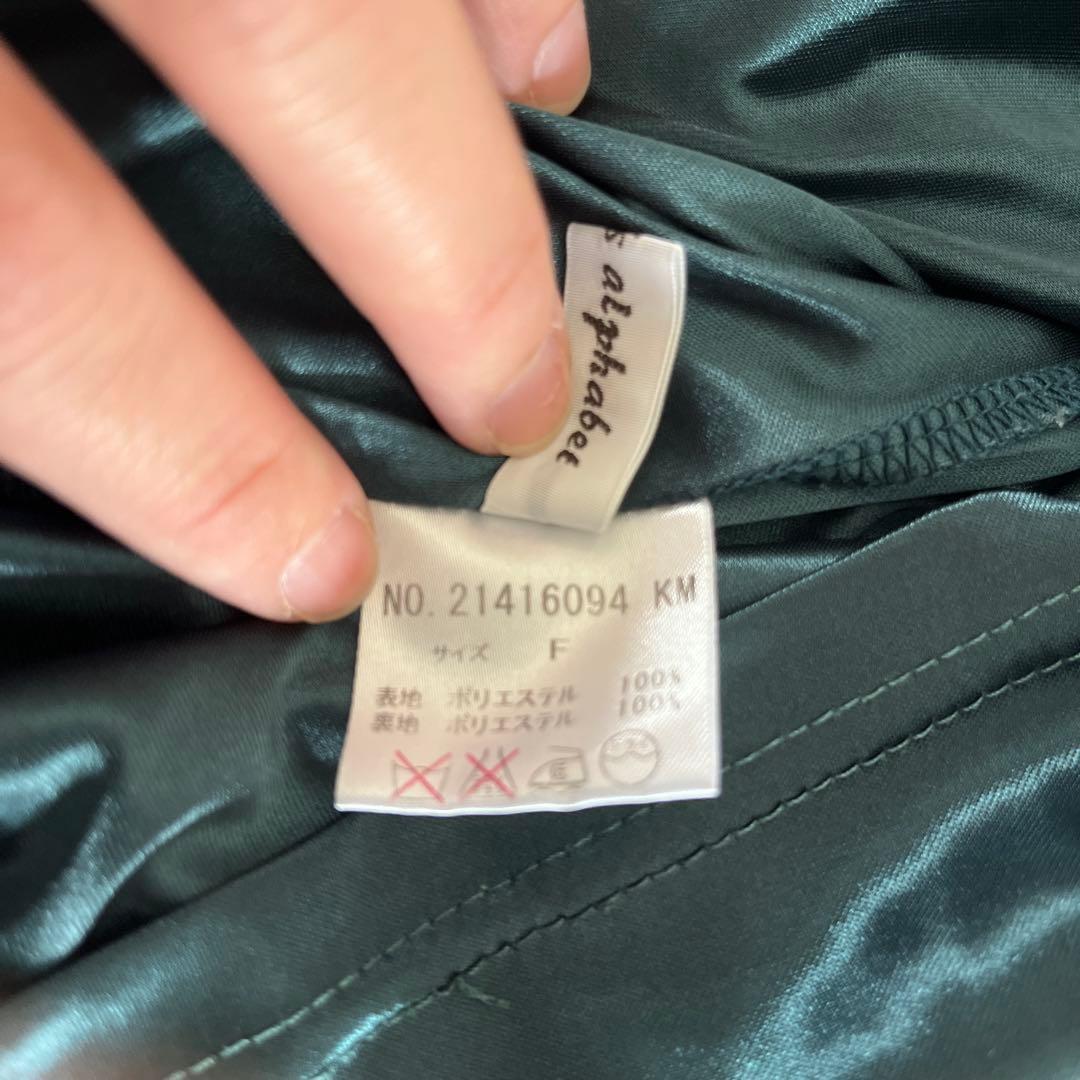 s alphabet
NO. 21416094 KM
サイズ F
表地 ポリエステル 100%
裏地 ポリエステル 100%